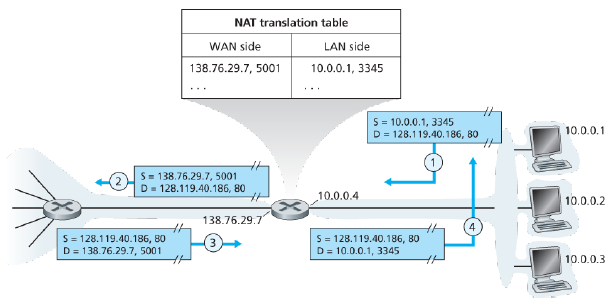 NAT translation table
WAN side LAN side
138.76.29.7, 5001 10.0.0.1, 3345
. . . . . .
S = 10.0.0.1, 3345
D = 128.119.40.186, 80
1
10.0.0.1
S = 138.76.29.7, 5001
D = 128.119.40.186, 80
2
10.0.0.4
10.0.0.2
138.76.29.7
S = 128.119.40.186, 80
D = 138.76.29.7, 5001
3
S = 128.119.40.186, 80
D = 10.0.0.1, 3345
4
10.0.0.3